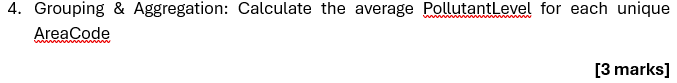 4. Grouping & Aggregation: Calculate the average PollutantLevel for each unique
AreaCode
[3 marks]